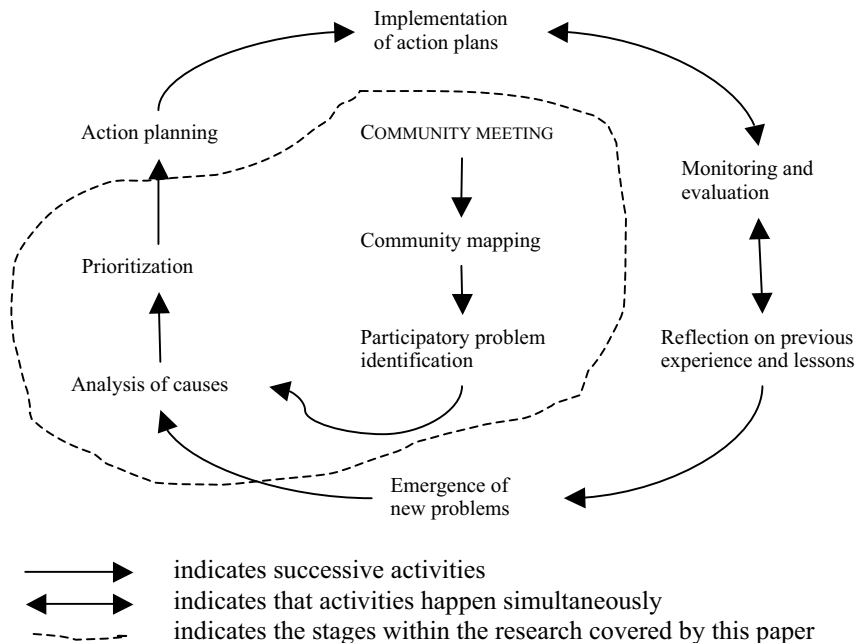 Implementation
of action plans
Action planning
COMMUNITY MEETING
Monitoring and
evaluation
Community mapping
Prioritization
Participatory problem
identification
Reflection on previous
experience and lessons
Analysis of causes
Emergence of
new problems
indicates successive activities
indicates that activities happen simultaneously
indicates the stages within the research covered by this paper